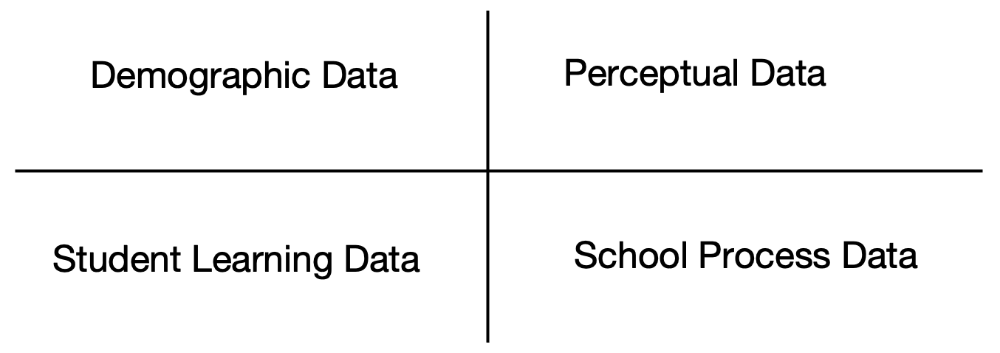 Demographic Data
Perceptual Data
Student Learning Data
School Process Data